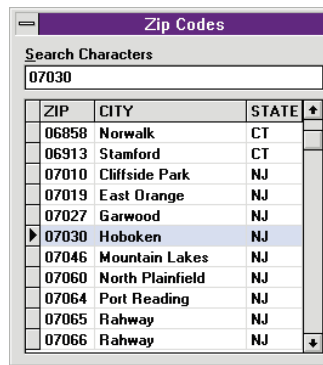 Zip Codes
Search Characters
07030
ZIP CITY STATE
06858 Norwalk CT
06913 Stamford CT
07010 Cliffside Park NJ
07019 East Orange NJ
07027 Garwood NJ
07030 Hoboken NJ
07046 Mountain Lakes NJ
07060 North Plainfield NJ
07064 Port Reading NJ
07065 Rahway NJ
07066 Rahway NJ